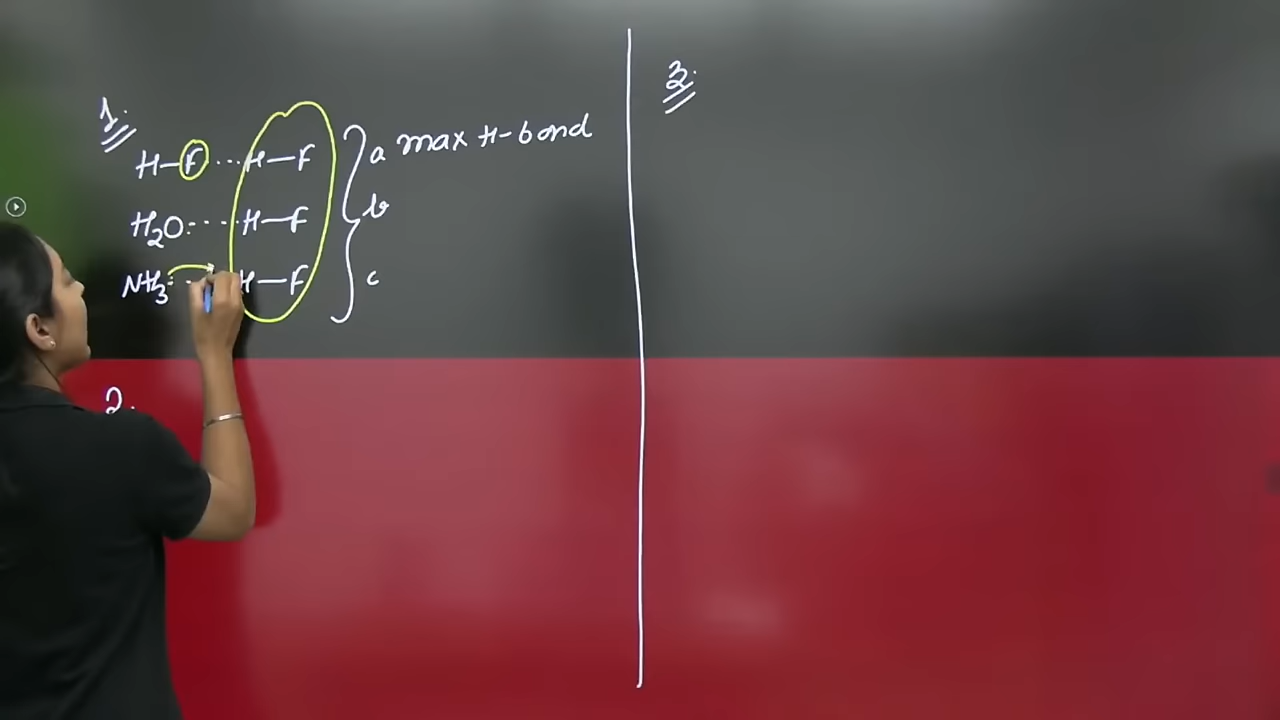 1.
H-F...H-F a max H-bond
H2O:....H-F b
NH3: H-F c
2.
3.